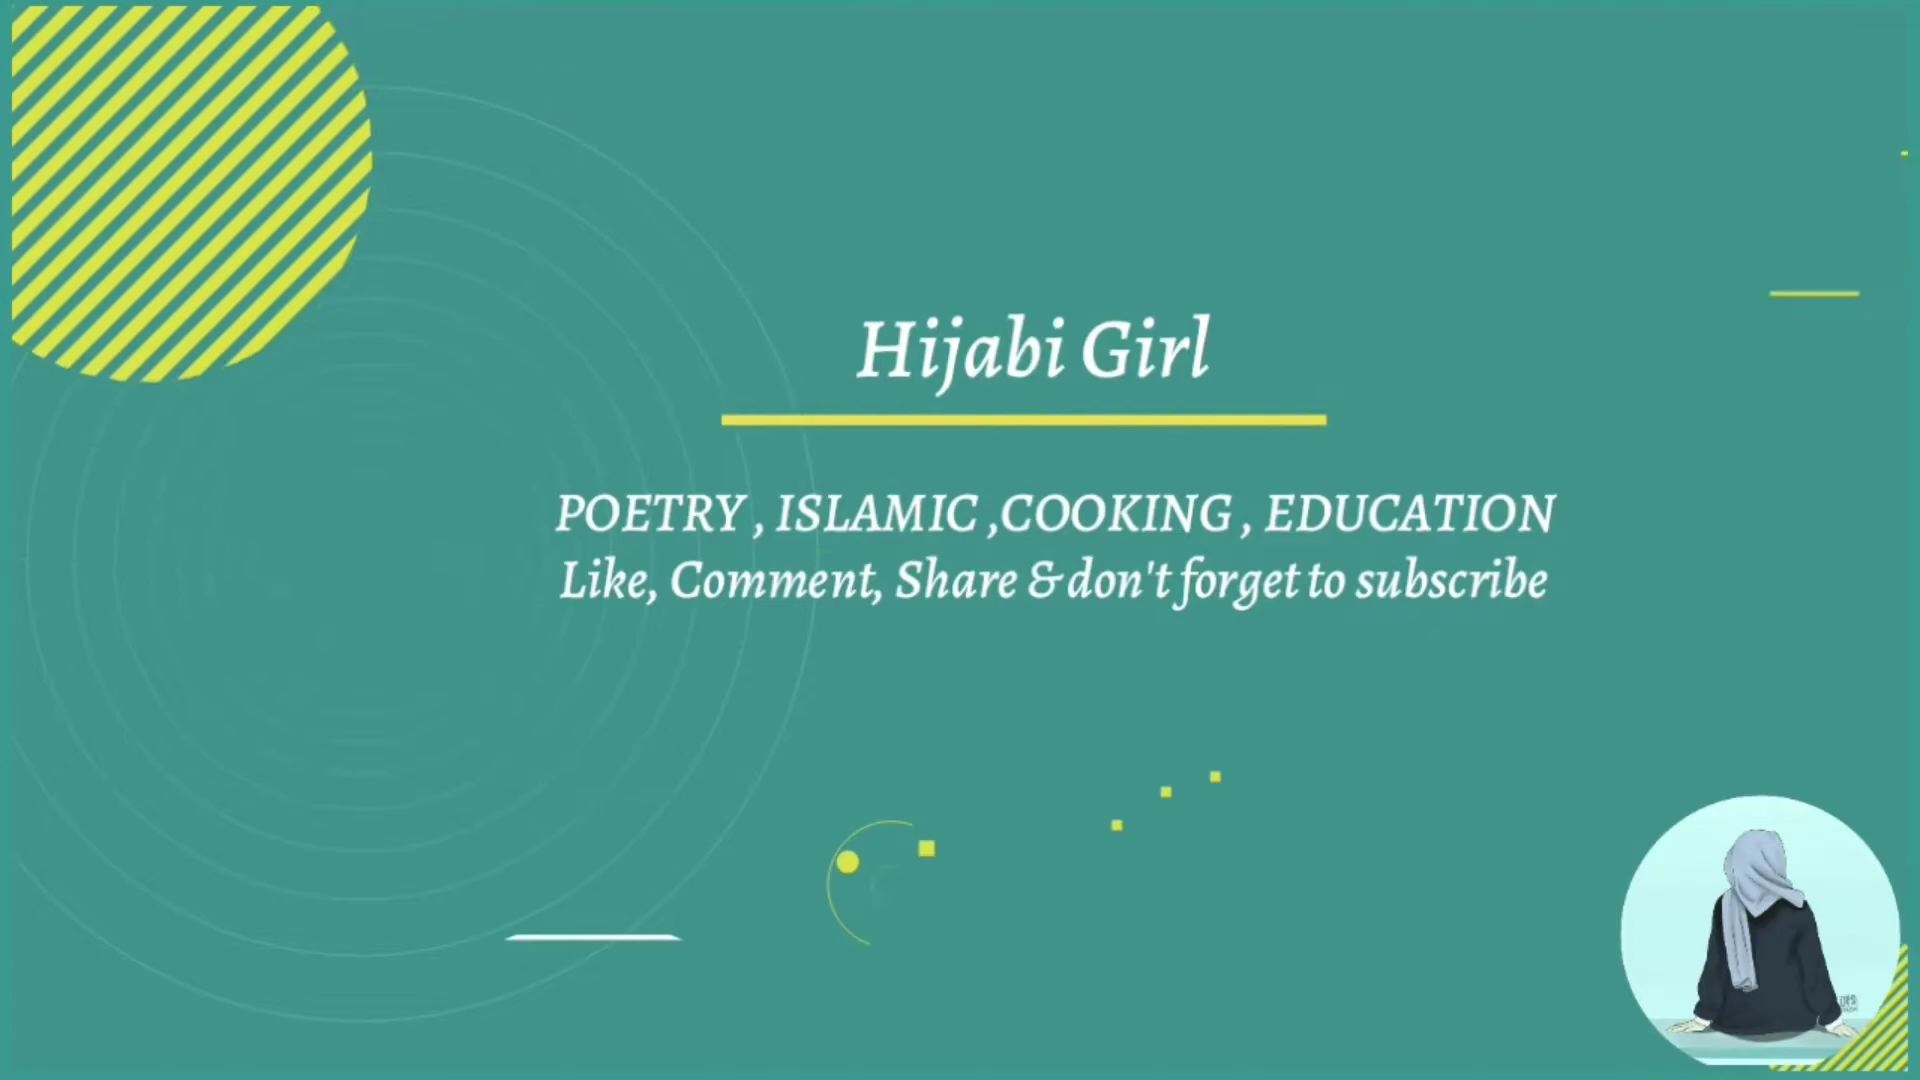 Hijabi Girl
POETRY , ISLAMIC ,COOKING , EDUCATION
Like, Comment, Share & don't forget to subscribe